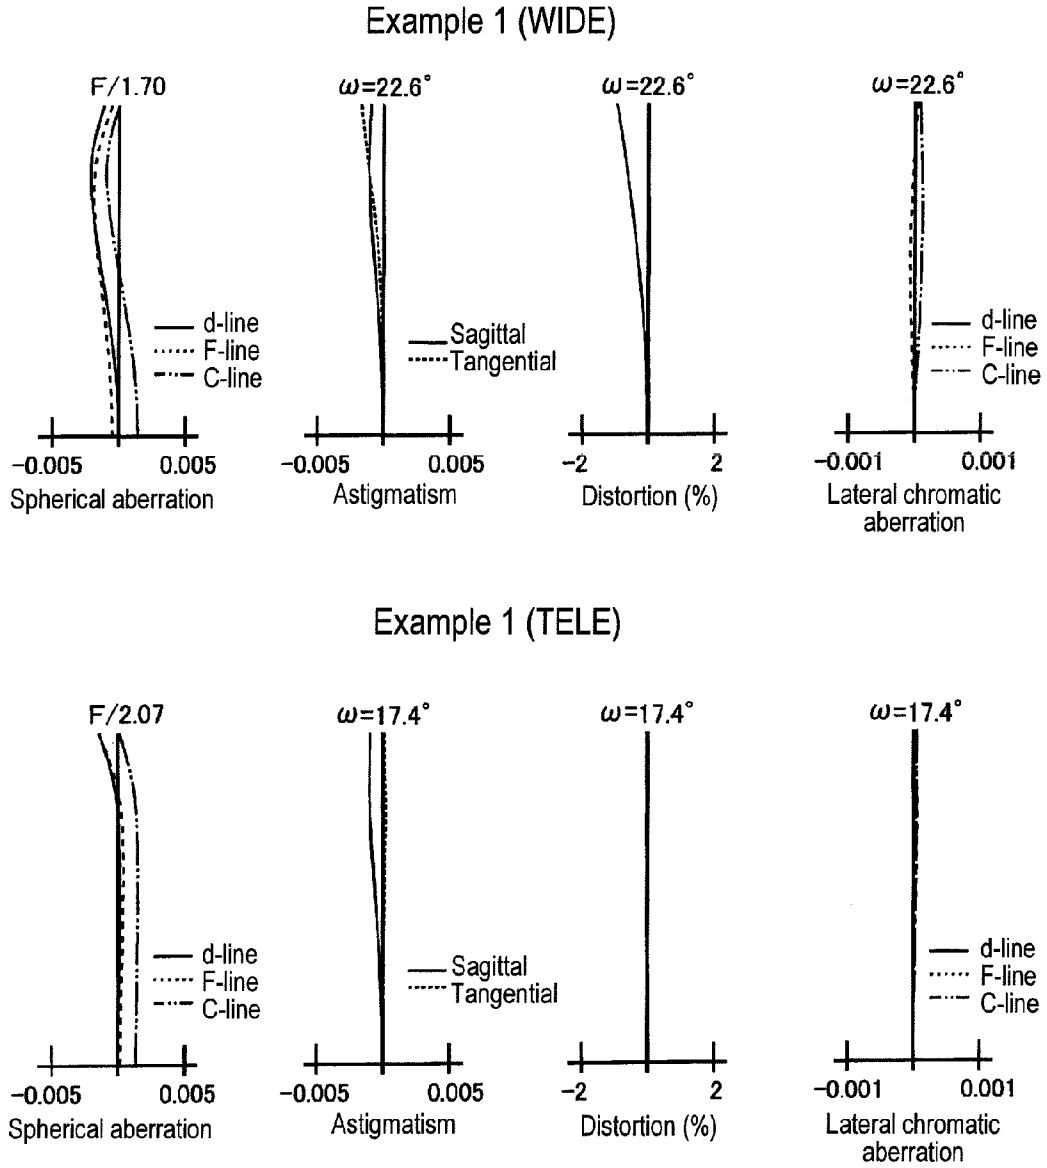 Example 1 (WIDE)
F/1.70
ω=22.6°
ω=22.6°
ω=22.6°
d-line
F-line
C-line
Sagittal
Tangential
d-line
F-line
C-line
−0.005 0.005
−0.005 0.005
−2 2
−0.001 0.001
Spherical aberration
Astigmatism
Distortion (%)
Lateral chromatic
aberration
Example 1 (TELE)
F/2.07
ω=17.4°
ω=17.4°
ω=17.4°
d-line
F-line
C-line
Sagittal
Tangential
d-line
F-line
C-line
−0.005 0.005
−0.005 0.005
−2 2
−0.001 0.001
Spherical aberration
Astigmatism
Distortion (%)
Lateral chromatic
aberration